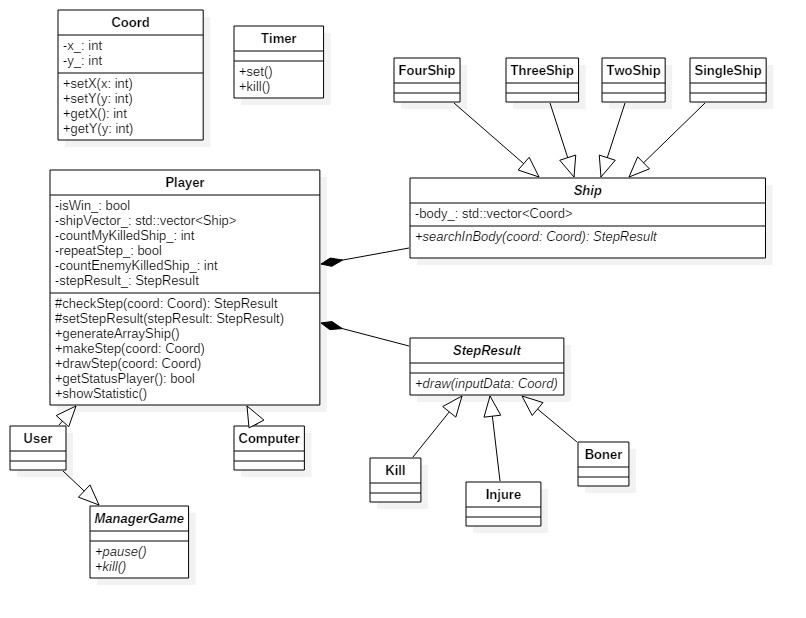 Coord
-x_: int
-y_: int
+setX(x: int)
+setY(y: int)
+getX(): int
+getY(y: int)
Timer
+set()
+kill()
FourShip
ThreeShip
TwoShip
SingleShip
Ship
-body_: std::vector<Coord>
+searchInBody(coord: Coord): StepResult
Player
-isWin_: bool
-shipVector_: std::vector<Ship>
-countMyKilledShip_: int
-repeatStep_: bool
-countEnemyKilledShip_: int
-stepResult_: StepResult
#checkStep(coord: Coord): StepResult
#setStepResult(stepResult: StepResult)
+generateArrayShip()
+makeStep(coord: Coord)
+drawStep(coord: Coord)
+getStatusPlayer(): bool
+showStatistic()
StepResult
+draw(inputData: Coord)
User
Computer
Kill
Injure
Boner
ManagerGame
+pause()
+kill()